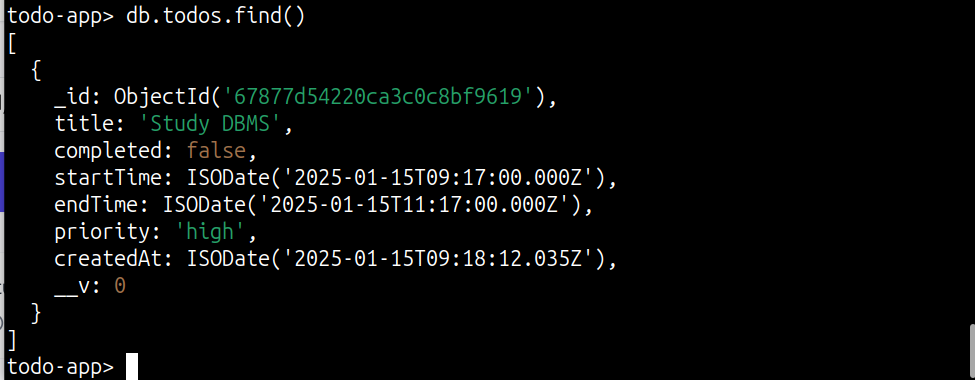 todo-app> db.todos.find()
[
  {
    _id: ObjectId('67877d54220ca3c0c8bf9619'),
    title: 'Study DBMS',
    completed: false,
    startTime: ISODate('2025-01-15T09:17:00.000Z'),
    endTime: ISODate('2025-01-15T11:17:00.000Z'),
    priority: 'high',
    createdAt: ISODate('2025-01-15T09:18:12.035Z'),
    __v: 0
  }
]
todo-app>